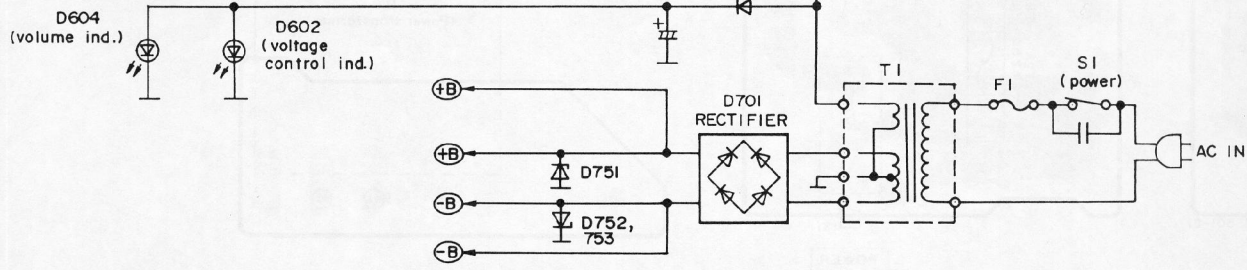 D604
(volume ind.)
D602
(voltage
control ind.)
+
+B
+B
-B
-B
D751
D752,
753
D701
RECTIFIER
T1
F1
S1
(power)
AC IN